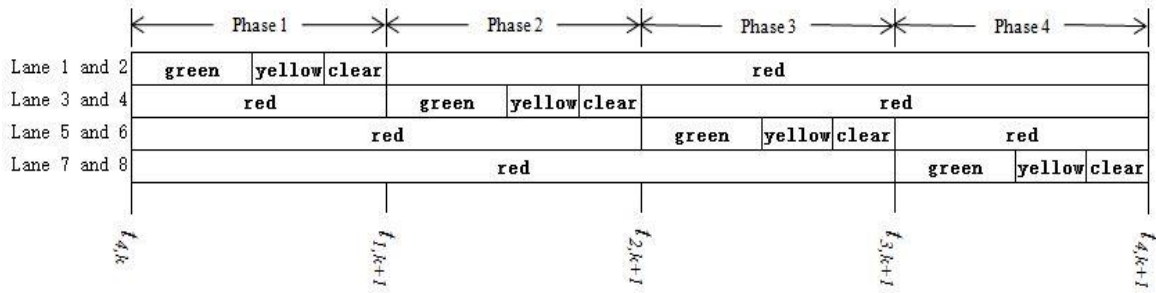 Phase 1 Phase 2 Phase 3 Phase 4
Lane 1 and 2 green yellow clear red
Lane 3 and 4 red green yellow clear red
Lane 5 and 6 red green yellow clear red
Lane 7 and 8 red green yellow clear
t4,k t1,k+1 t2,k+1 t3,k+1 t4,k+1